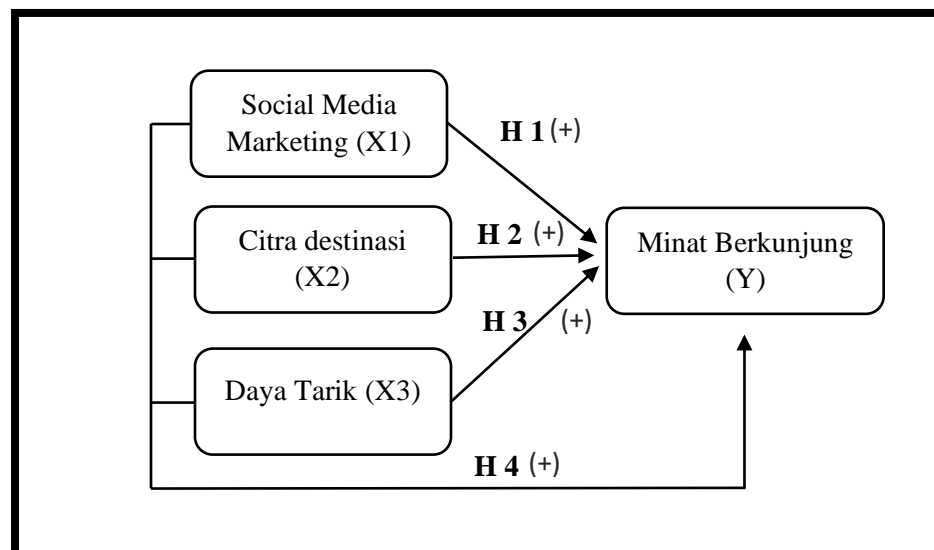 Social Media
Marketing (X1)
H 1 (+)
Citra destinasi
(X2)
H 2 (+)
Minat Berkunjung
(Y)
H 3 (+)
Daya Tarik (X3)
H 4 (+)